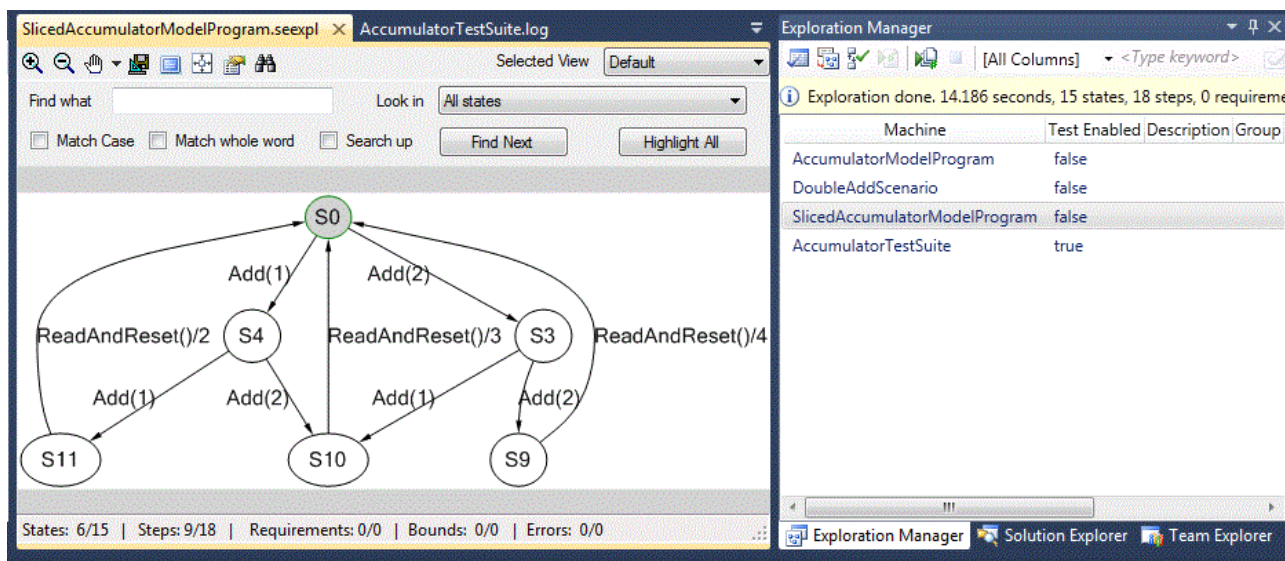 SlicedAccumulatorModelProgram.seexpl AccumulatorTestSuite.log
Selected View Default
Find what Look in All states
Match Case Match whole word Search up Find Next Highlight All
S0
Add(1) Add(2)
ReadAndReset()/2 S4 ReadAndReset()/3 S3 ReadAndReset()/4
Add(1) Add(2) Add(1) Add(2)
S11 S10 S9
States: 6/15 | Steps: 9/18 | Requirements: 0/0 | Bounds: 0/0 | Errors: 0/0
Exploration Manager
[All Columns] <Type keyword>
Exploration done. 14.186 seconds, 15 states, 18 steps, 0 requireme
Machine Test Enabled Description Group
AccumulatorModelProgram false
DoubleAddScenario false
SlicedAccumulatorModelProgram false
AccumulatorTestSuite true
Exploration Manager Solution Explorer Team Explorer